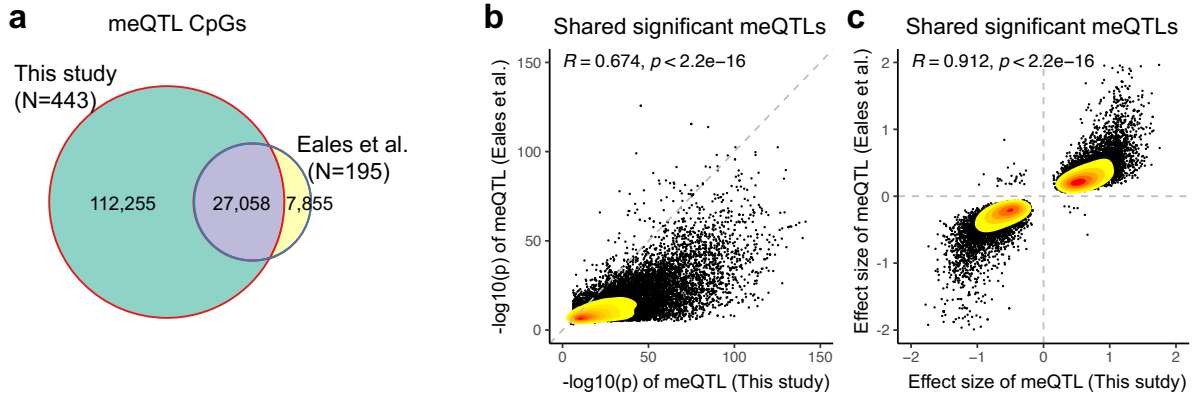 a
meQTL CpGs
This study
(N=443)
Eales et al.
(N=195)
112,255
27,058
7,855
b
Shared significant meQTLs
R = 0.674, p < 2.2e−16
-log10(p) of meQTL (Eales et al.)
150
100
50
0
0
50
100
150
-log10(p) of meQTL (This study)
c
Shared significant meQTLs
R = 0.912, p < 2.2e−16
Effect size of meQTL (Eales et al.)
2
1
0
-1
-2
−2
−1
0
1
2
Effect size of meQTL (This sutdy)